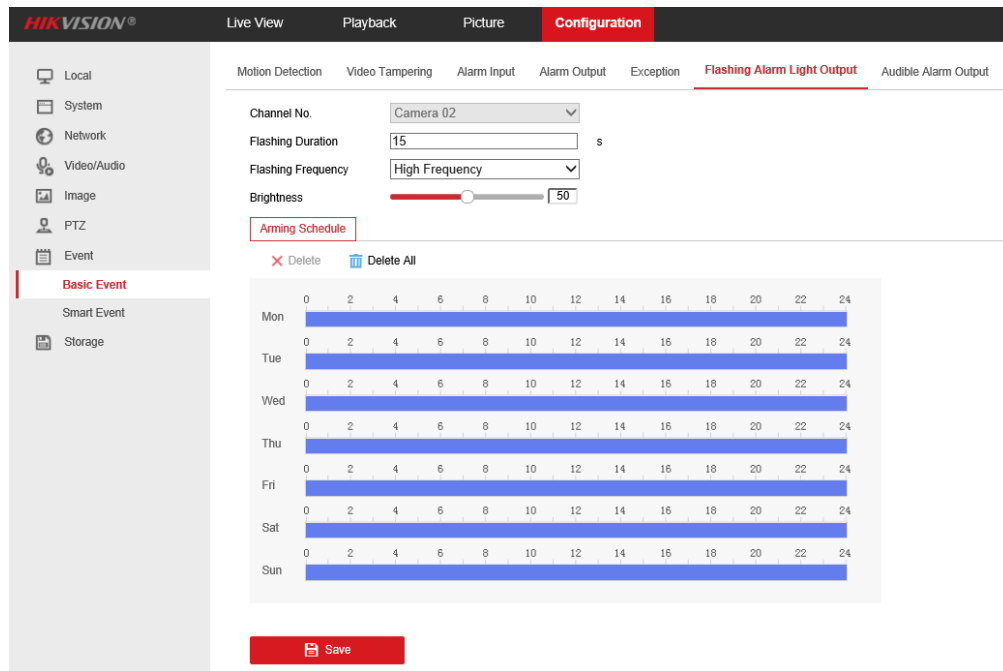 HIKVISION® Live View Playback Picture Configuration
Local
System
Network
Video/Audio
Image
PTZ
Event
Basic Event
Smart Event
Storage
Motion Detection Video Tampering Alarm Input Alarm Output Exception Flashing Alarm Light Output Audible Alarm Output
Channel No. Camera 02
Flashing Duration 15 s
Flashing Frequency High Frequency
Brightness 50
Arming Schedule
Delete Delete All
0 2 4 6 8 10 12 14 16 18 20 22 24
Mon
0 2 4 6 8 10 12 14 16 18 20 22 24
Tue
0 2 4 6 8 10 12 14 16 18 20 22 24
Wed
0 2 4 6 8 10 12 14 16 18 20 22 24
Thu
0 2 4 6 8 10 12 14 16 18 20 22 24
Fri
0 2 4 6 8 10 12 14 16 18 20 22 24
Sat
0 2 4 6 8 10 12 14 16 18 20 22 24
Sun
Save